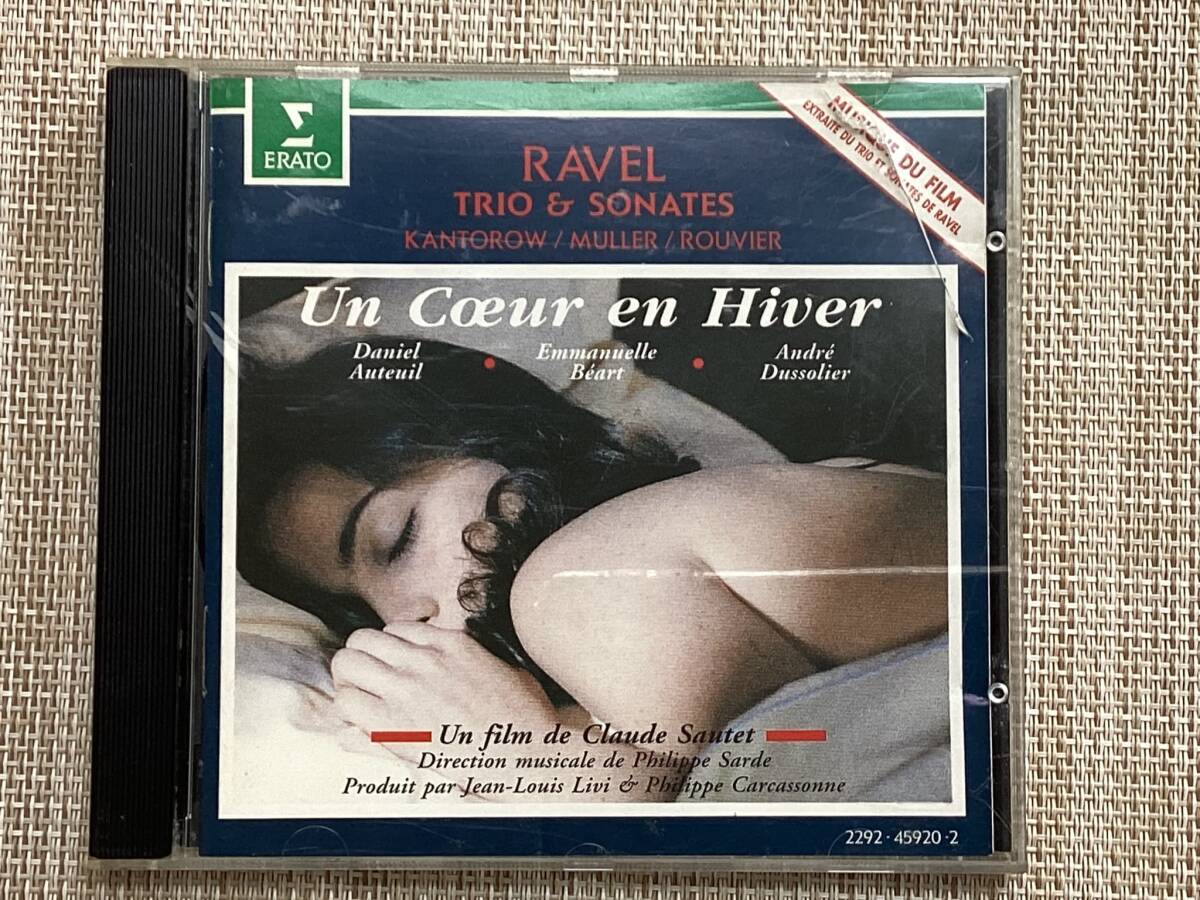 ERATO
RAVEL
TRIO & SONATES
KANTOROW / MULLER / ROUVIER
MUSIQUE DU FILM
EXTRAITE DU TRIO ET SONATES DE RAVEL
Un Cœur en Hiver
Daniel Auteuil • Emmanuelle Béart • André Dussolier
Un film de Claude Sautet
Direction musicale de Philippe Sarde
Produit par Jean-Louis Livi & Philippe Carcassonne
2292 · 45920 · 2